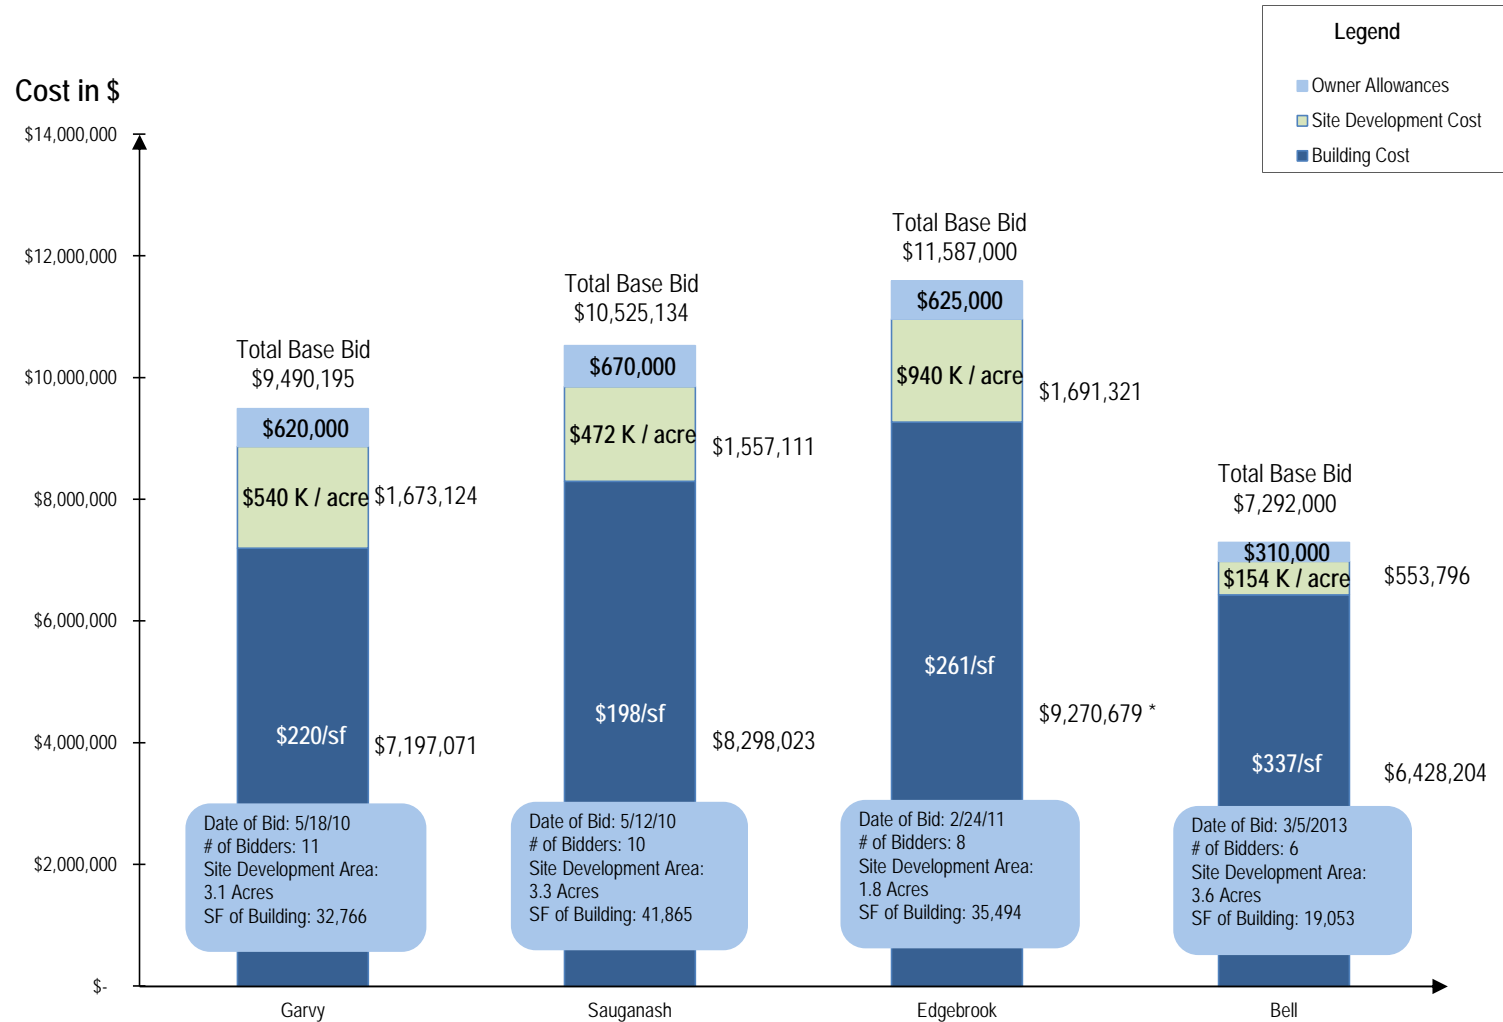 Legend
Owner Allowances
Site Development Cost
Building Cost
Cost in $
$14,000,000
$12,000,000
$10,000,000
$8,000,000
$6,000,000
$4,000,000
$2,000,000
$-
Total Base Bid
$9,490,195
$620,000
$540 K / acre
$1,673,124
$220/sf
$7,197,071
Date of Bid: 5/18/10
# of Bidders: 11
Site Development Area:
3.1 Acres
SF of Building: 32,766
Garvy
Total Base Bid
$10,525,134
$670,000
$472 K / acre
$1,557,111
$198/sf
$8,298,023
Date of Bid: 5/12/10
# of Bidders: 10
Site Development Area:
3.3 Acres
SF of Building: 41,865
Sauganash
Total Base Bid
$11,587,000
$625,000
$940 K / acre
$1,691,321
$261/sf
$9,270,679 *
Date of Bid: 2/24/11
# of Bidders: 8
Site Development Area:
1.8 Acres
SF of Building: 35,494
Edgebrook
Total Base Bid
$7,292,000
$310,000
$154 K / acre
$553,796
$337/sf
$6,428,204
Date of Bid: 3/5/2013
# of Bidders: 6
Site Development Area:
3.6 Acres
SF of Building: 19,053
Bell